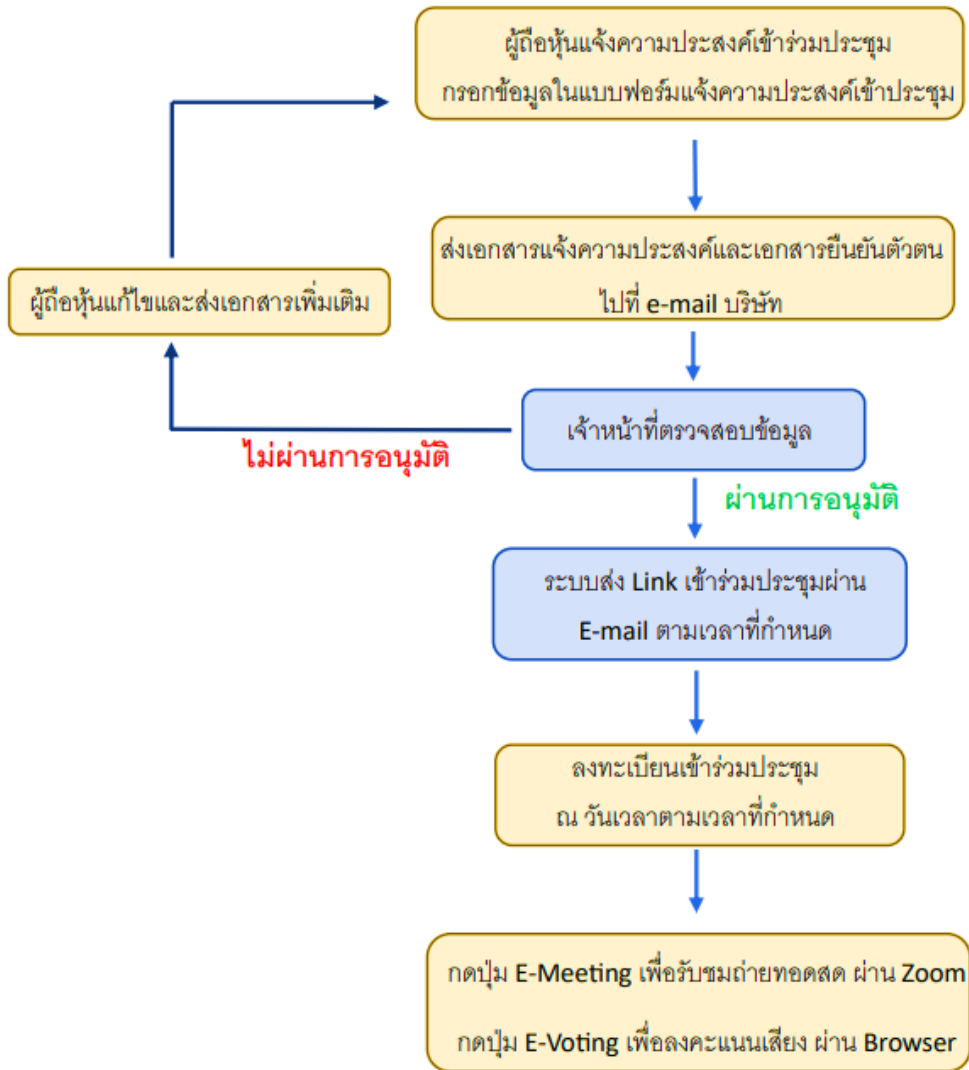 ผู้ถือหุ้นแจ้งความประสงค์เข้าร่วมประชุม
กรอกข้อมูลในแบบฟอร์มแจ้งความประสงค์เข้าประชุม
ส่งเอกสารแจ้งความประสงค์และเอกสารยืนยันตัวตน
ไปที่ e-mail บริษัท
ผู้ถือหุ้นแก้ไขและส่งเอกสารเพิ่มเติม
เจ้าหน้าที่ตรวจสอบข้อมูล
ไม่ผ่านการอนุมัติ
ผ่านการอนุมัติ
ระบบส่ง Link เข้าร่วมประชุมผ่าน
E-mail ตามเวลาที่กำหนด
ลงทะเบียนเข้าร่วมประชุม
ณ วันเวลาตามเวลาที่กำหนด
กดปุ่ม E-Meeting เพื่อรับชมถ่ายทอดสด ผ่าน Zoom
กดปุ่ม E-Voting เพื่อลงคะแนนเสียง ผ่าน Browser